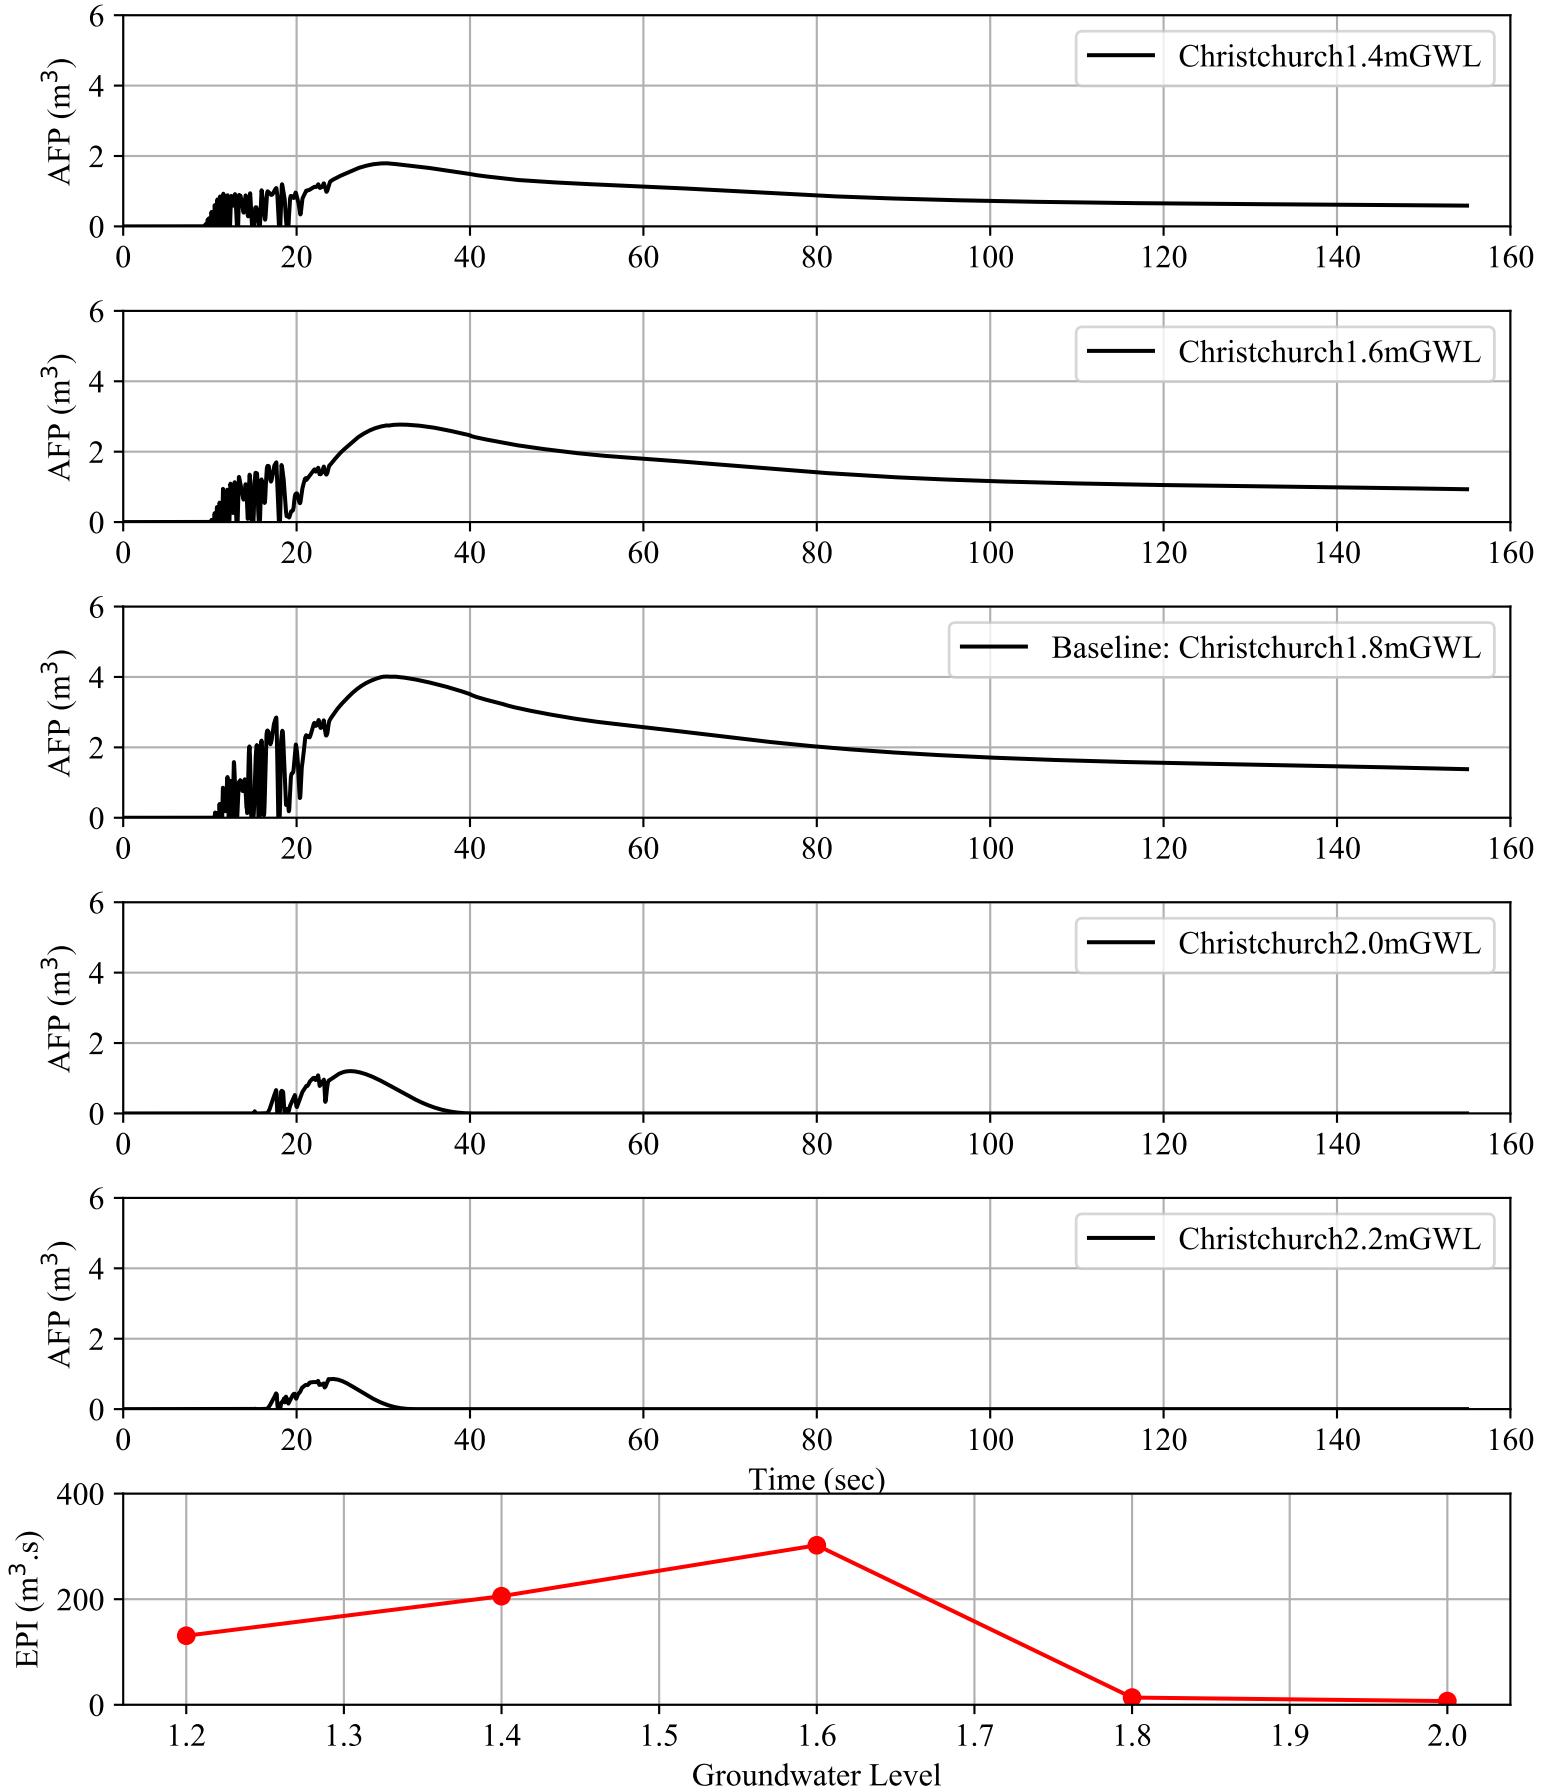 6
4
2
0
AFP (m³)
Christchurch1.4mGWL
0 20 40 60 80 100 120 140 160
6
4
2
0
AFP (m³)
Christchurch1.6mGWL
0 20 40 60 80 100 120 140 160
6
4
2
0
AFP (m³)
Baseline: Christchurch1.8mGWL
0 20 40 60 80 100 120 140 160
6
4
2
0
AFP (m³)
Christchurch2.0mGWL
0 20 40 60 80 100 120 140 160
6
4
2
0
AFP (m³)
Christchurch2.2mGWL
0 20 40 60 80 100 120 140 160
Time (sec)
400
200
0
EPI (m³.s)
1.2 1.3 1.4 1.5 1.6 1.7 1.8 1.9 2.0
Groundwater Level